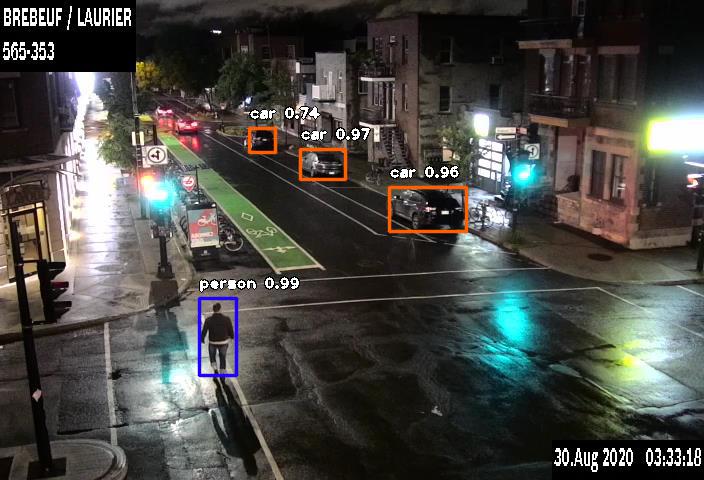 BREBEUF / LAURIER
565-353
car 0.74
car 0.97
car 0.96
person 0.99
30.Aug 2020 03:33:18